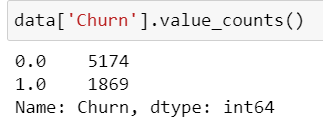 data['Churn'].value_counts()
0.0    5174
1.0    1869
Name: Churn, dtype: int64